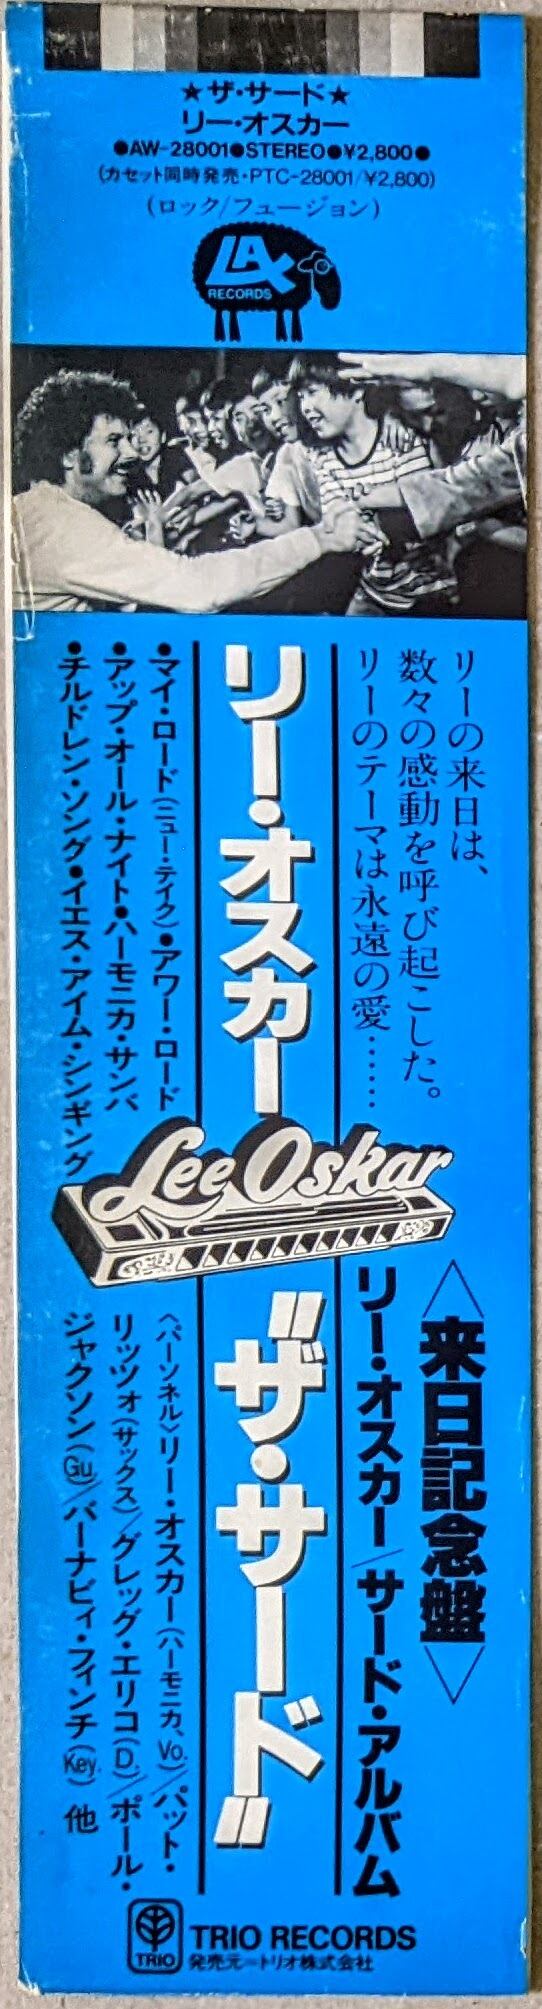 ★ザ・サード★
リー・オスカー
●AW-28001●STEREO●¥2,800●
(カセット同時発売・PTC-28001/¥2,800)
(ロック/フュージョン)
LAX
RECORDS
リーの来日は、
数々の感動を呼び起こした。
リーのテーマは永遠の愛………
〈来日記念盤〉
リー・オスカー/サード・アルバム
リー・オスカー
Lee Oskar
"ザ・サード"
●マイ・ロード(ニュー・テイク)●アワー・ロード
●アップ・オール・ナイト●ハーモニカ・サンバ
●チルドレン・ソング●イエス・アイム・シンギング
〈パーソネル〉リー・オスカー(ハーモニカ、Vo.)/パット・
リッツォ(サックス)/グレッグ・エリコ(D.)/ポール・
ジャクソン(Gu.)/バーナビィ・フィンチ(Key.)他
TRIO
TRIO RECORDS
発売元=トリオ株式会社